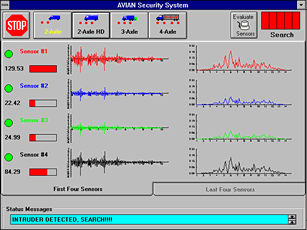 AVIAN Security System
STOP
2-Axle
2-Axle HD
3-Axle
4-Axle
Evaluate
Sensors
Search
Sensor #1
129.53
Sensor #2
22.42
Sensor #3
24.99
Sensor #4
84.29
First Four Sensors
Last Four Sensors
Status Messages
INTRUDER DETECTED, SEARCH!!!!!